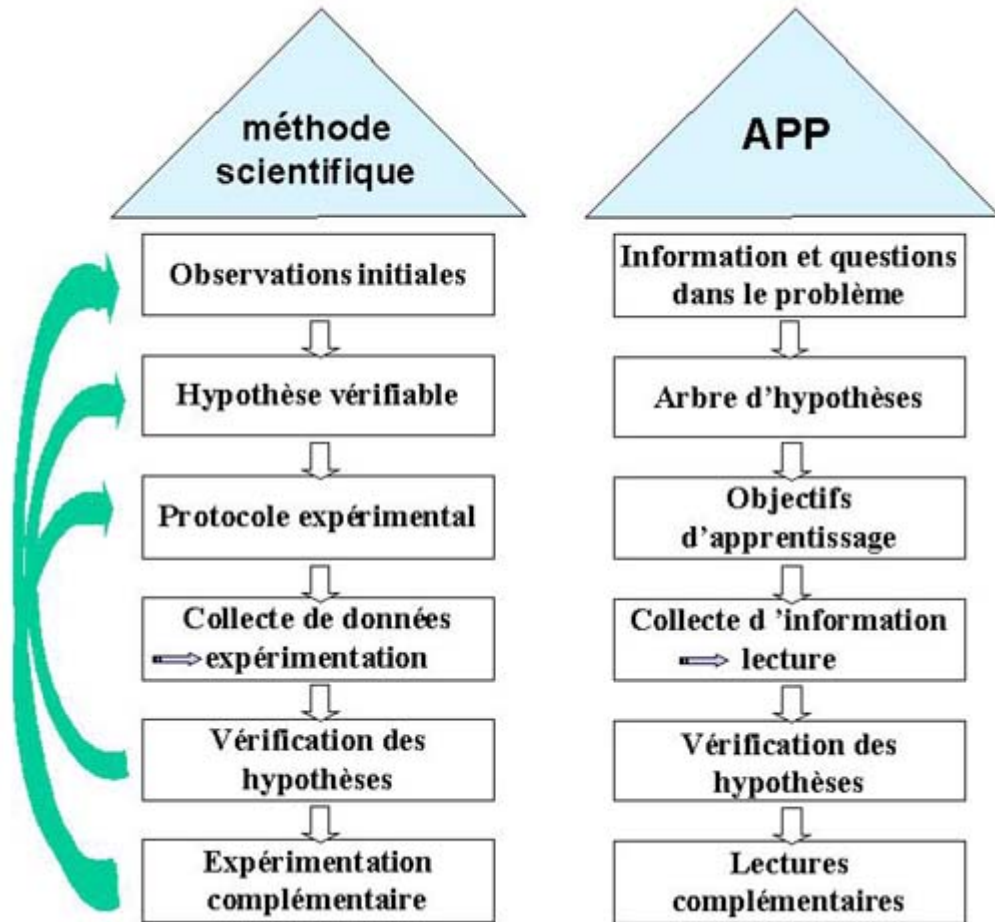 méthode
scientifique
Observations initiales
Hypothèse vérifiable
Protocole expérimental
Collecte de données
expérimentation
Vérification des
hypothèses
Expérimentation
complémentaire
APP
Information et questions
dans le problème
Arbre d'hypothèses
Objectifs
d'apprentissage
Collecte d 'information
lecture
Vérification des
hypothèses
Lectures
complémentaires